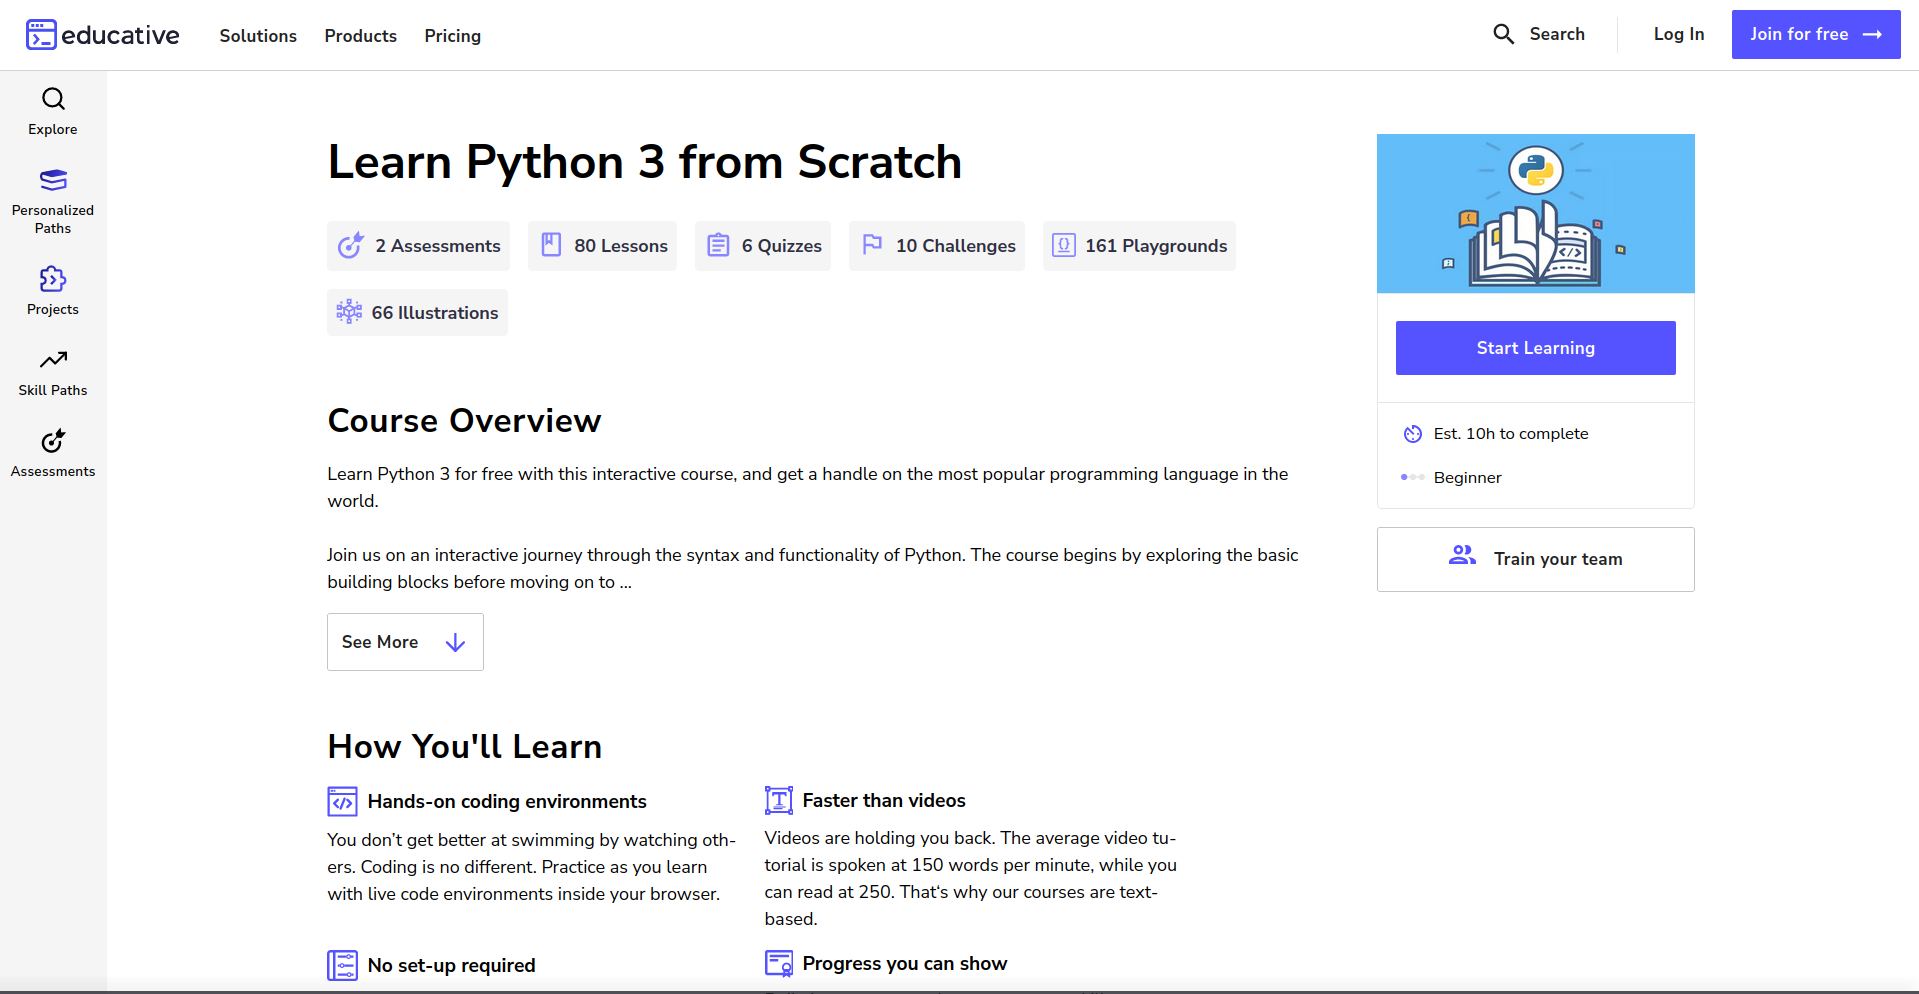 educative
Solutions
Products
Pricing
Search
Log In
Join for free
Explore
Personalized
Paths
Projects
Skill Paths
Assessments
Learn Python 3 from Scratch
2 Assessments
80 Lessons
6 Quizzes
10 Challenges
161 Playgrounds
66 Illustrations
Course Overview
Learn Python 3 for free with this interactive course, and get a handle on the most popular programming language in the
world.
Join us on an interactive journey through the syntax and functionality of Python. The course begins by exploring the basic
building blocks before moving on to ...
See More
How You'll Learn
Hands-on coding environments
You don’t get better at swimming by watching oth-
ers. Coding is no different. Practice as you learn
with live code environments inside your browser.
Faster than videos
Videos are holding you back. The average video tu-
torial is spoken at 150 words per minute, while you
can read at 250. That‘s why our courses are text-
based.
No set-up required
Progress you can show
Start Learning
Est. 10h to complete
Beginner
Train your team